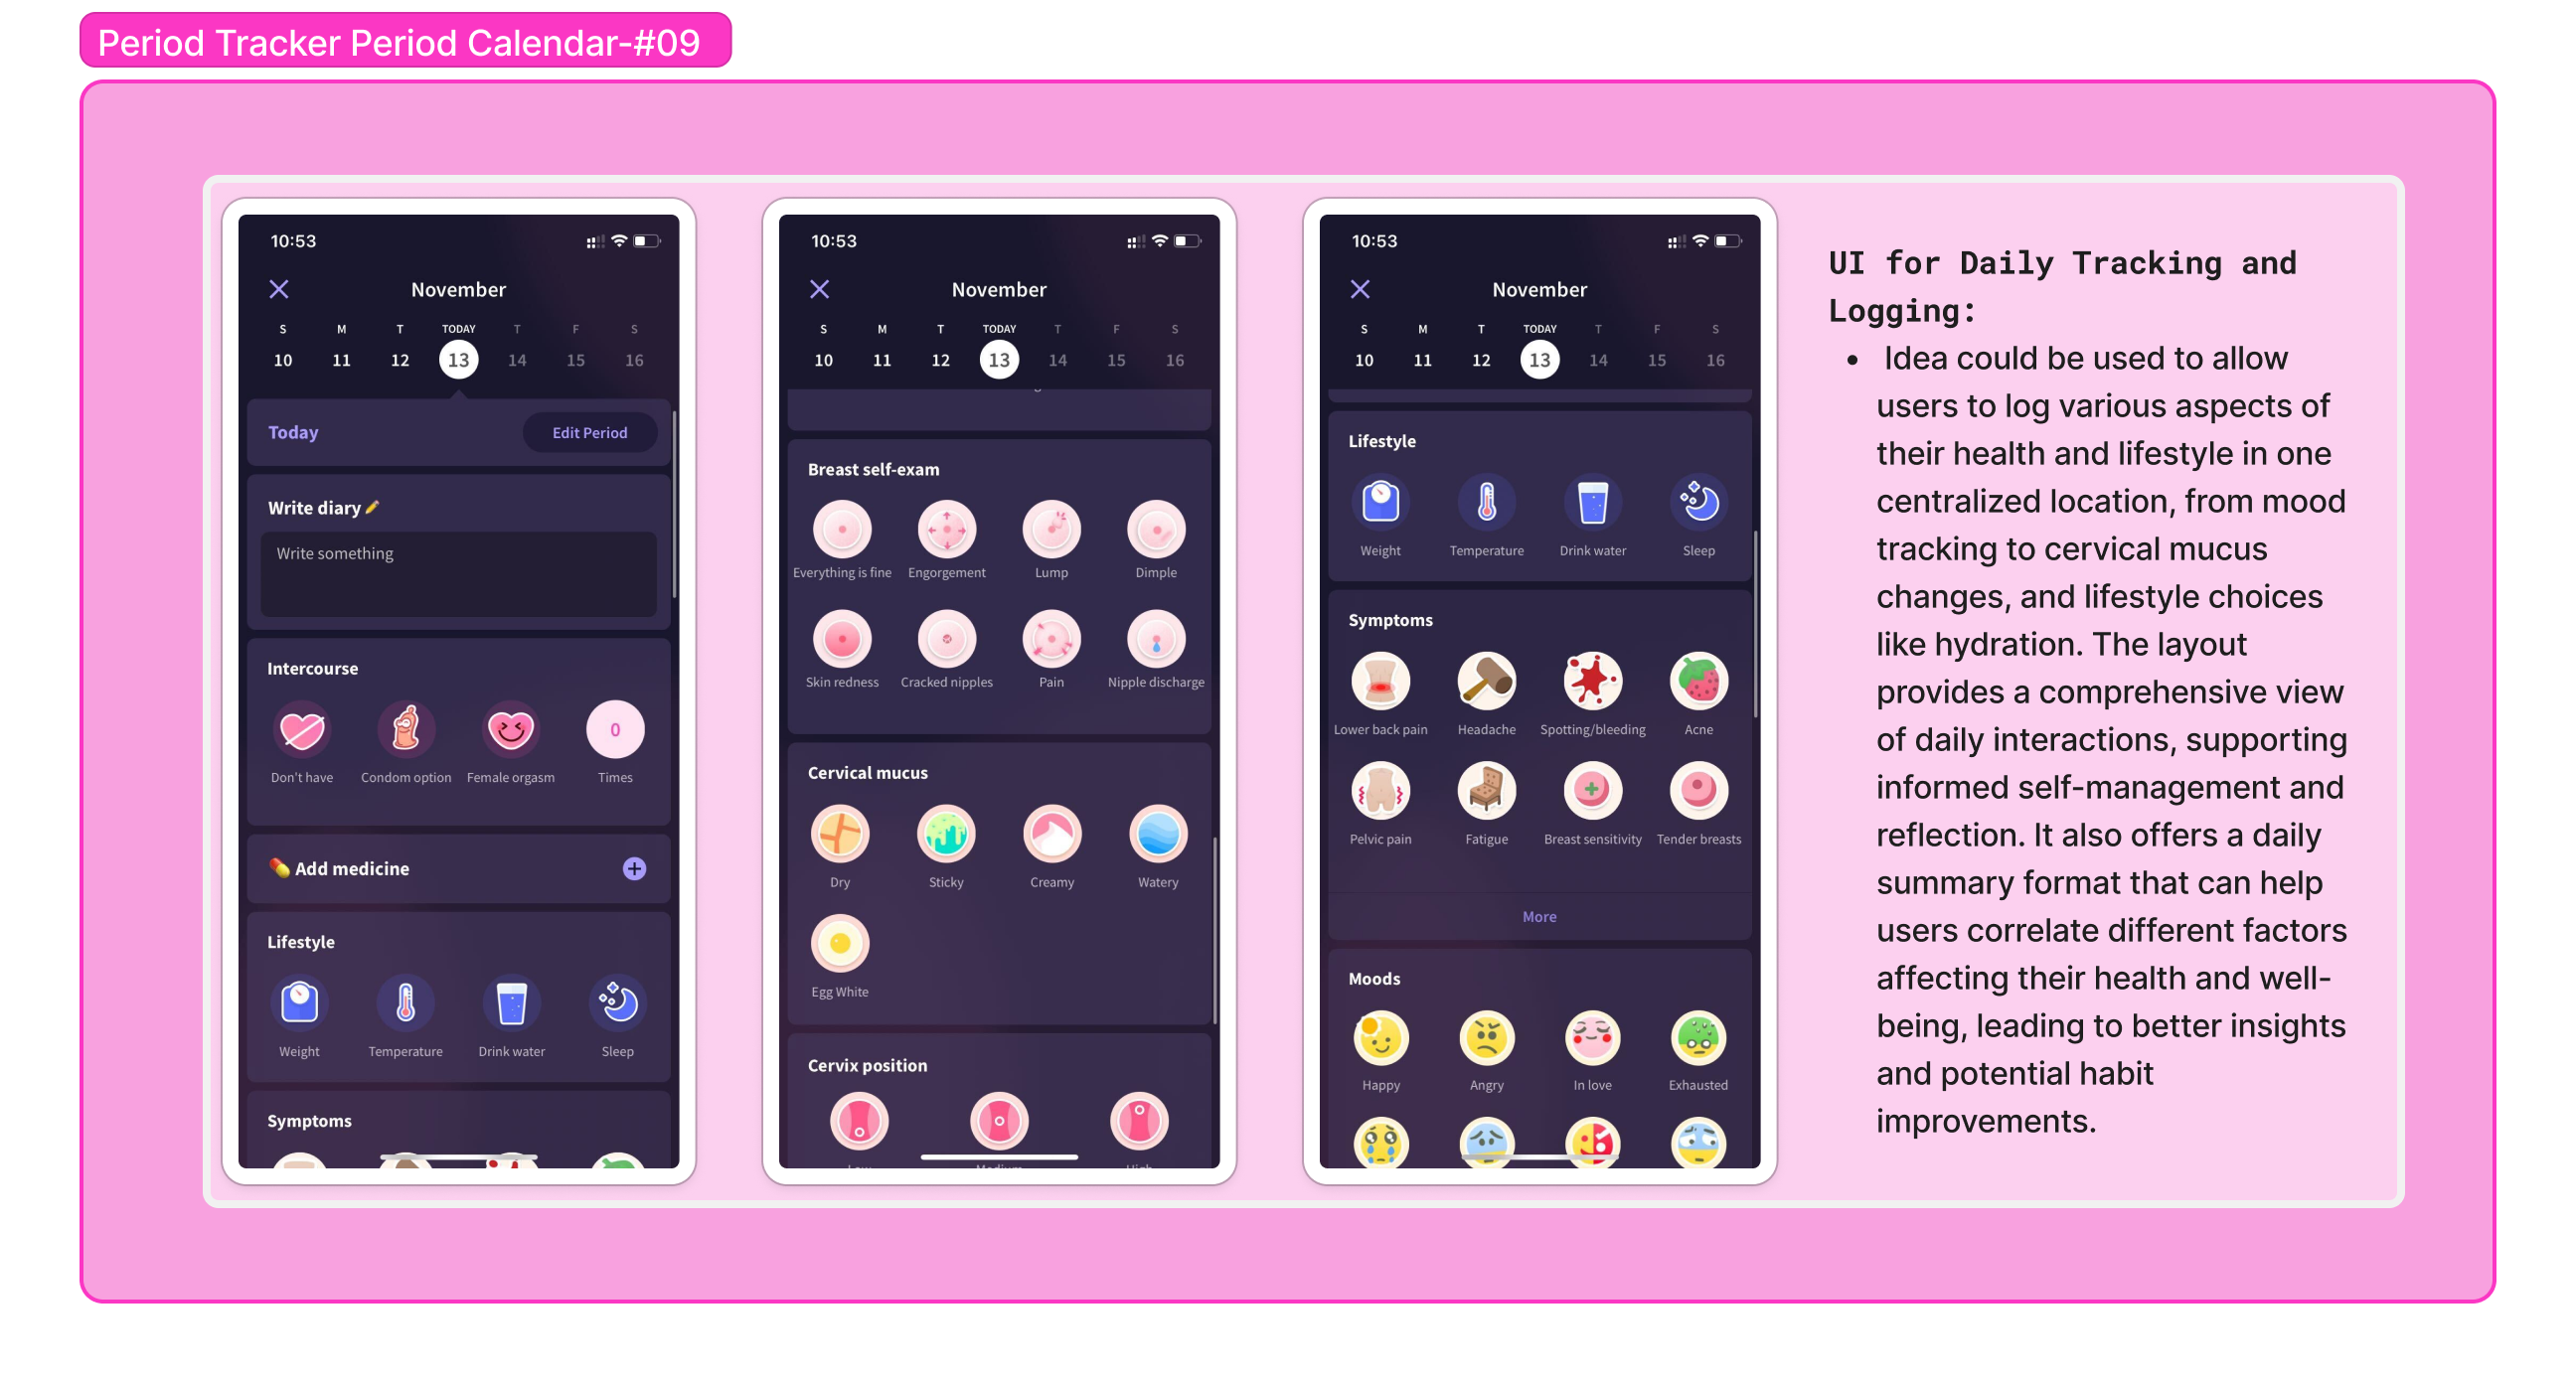 Period Tracker Period Calendar-#09
10:53
November
S M T TODAY T F S
10 11 12 13 14 15 16
Today
Edit Period
Write diary
Write something
Intercourse
Don't have Condom option Female orgasm Times
0
Add medicine
Lifestyle
Weight Temperature Drink water Sleep
Symptoms
10:53
November
S M T TODAY T F S
10 11 12 13 14 15 16
Breast self-exam
Everything is fine Engorgement Lump Dimple
Skin redness Cracked nipples Pain Nipple discharge
Cervical mucus
Dry Sticky Creamy Watery
Egg White
Cervix position
Low Medium High
10:53
November
S M T TODAY T F S
10 11 12 13 14 15 16
Lifestyle
Weight Temperature Drink water Sleep
Symptoms
Lower back pain Headache Spotting/bleeding Acne
Pelvic pain Fatigue Breast sensitivity Tender breasts
More
Moods
Happy Angry In love Exhausted
UI for Daily Tracking and
Logging:
• Idea could be used to allow
users to log various aspects of
their health and lifestyle in one
centralized location, from mood
tracking to cervical mucus
changes, and lifestyle choices
like hydration. The layout
provides a comprehensive view
of daily interactions, supporting
informed self-management and
reflection. It also offers a daily
summary format that can help
users correlate different factors
affecting their health and well-
being, leading to better insights
and potential habit
improvements.